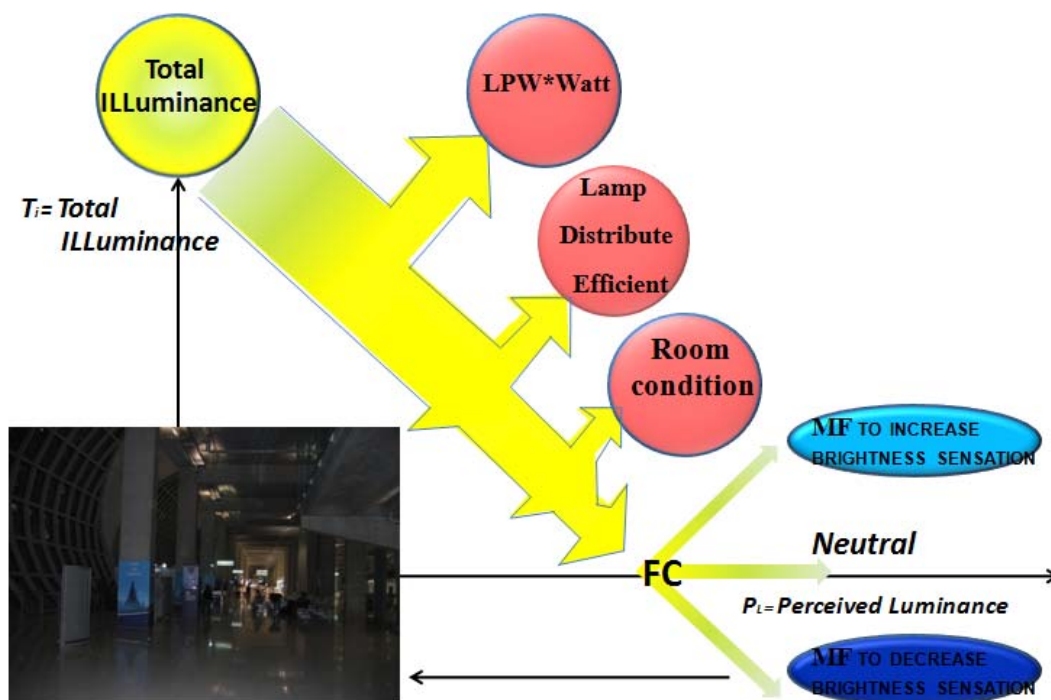 Total
ILLuminance
LPW*Watt
Lamp
Distribute
Efficient
Tᵢ= Total
ILLuminance
Room
condition
MF TO INCREASE
BRIGHTNESS SENSATION
Neutral
FC
P_L= Perceived Luminance
MF TO DECREASE
BRIGHTNESS SENSATION